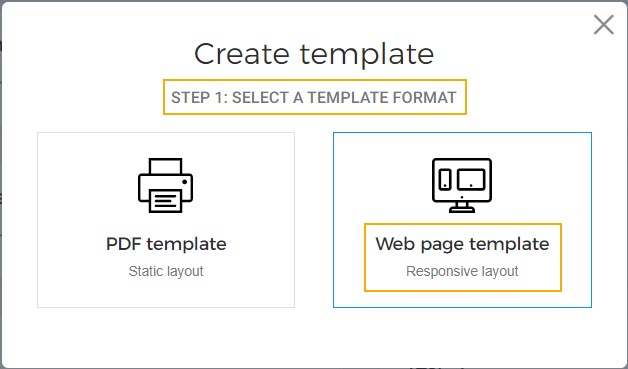 Create template
STEP 1: SELECT A TEMPLATE FORMAT
PDF template
Static layout
Web page template
Responsive layout